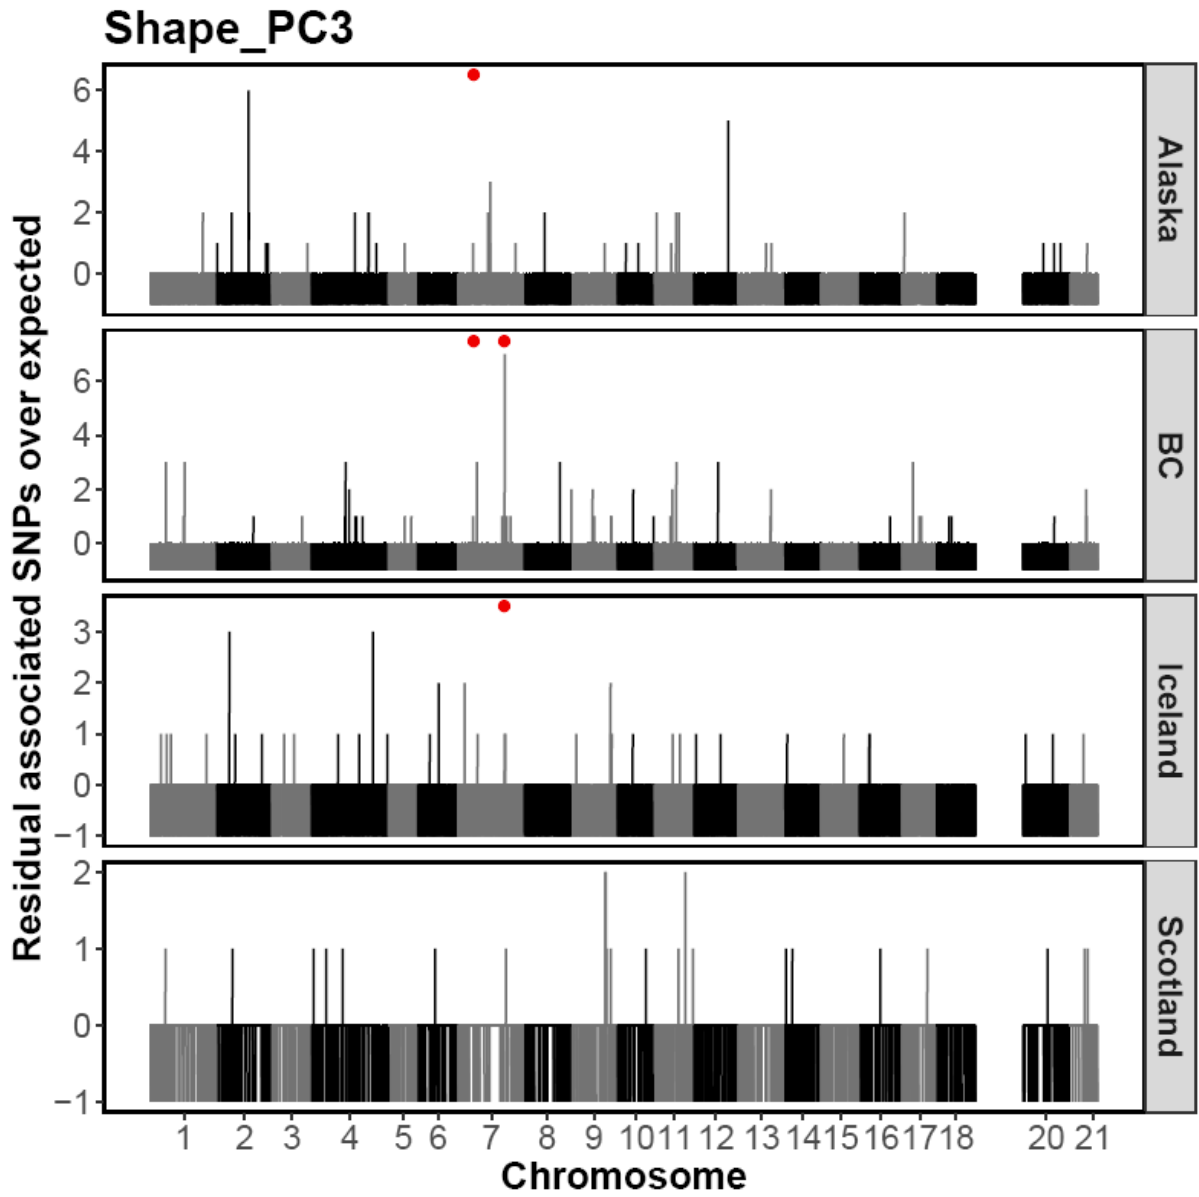 Shape_PC3
Residual associated SNPs over expected
6
4
2
0
Alaska
6
4
2
0
BC
3
2
1
0
−1
Iceland
2
1
0
−1
Scotland
1 2 3 4 5 6 7 8 9 10 11 12 13 14 15 16 17 18 20 21
Chromosome